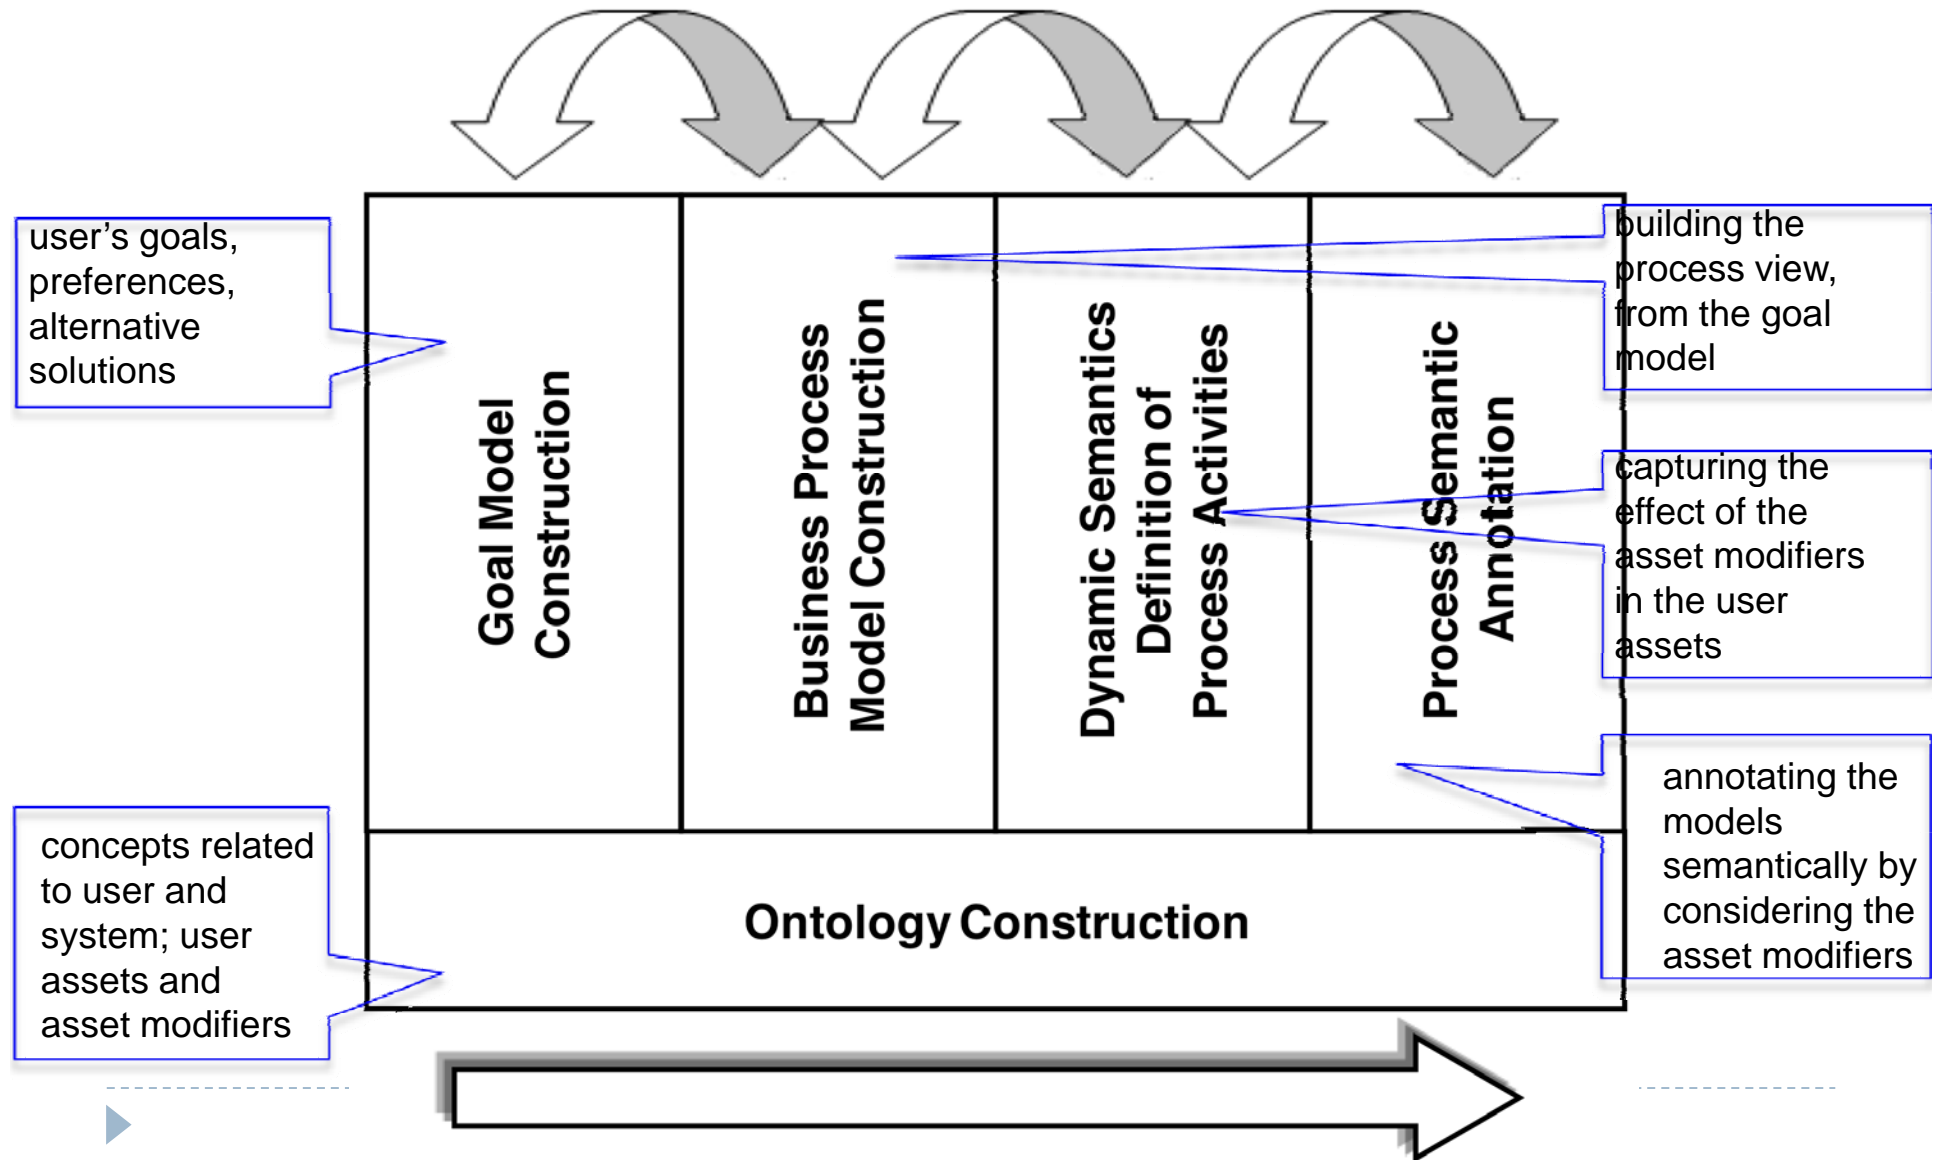 user’s goals,
preferences,
alternative
solutions
concepts related
to user and
system; user
assets and
asset modifiers
Goal Model
Construction
Business Process
Model Construction
Dynamic Semantics
Definition of
Process Activities
Process Semantic
Annotation
Ontology Construction
building the
process view,
from the goal
model
capturing the
effect of the
asset modifiers
in the user
assets
annotating the
models
semantically by
considering the
asset modifiers